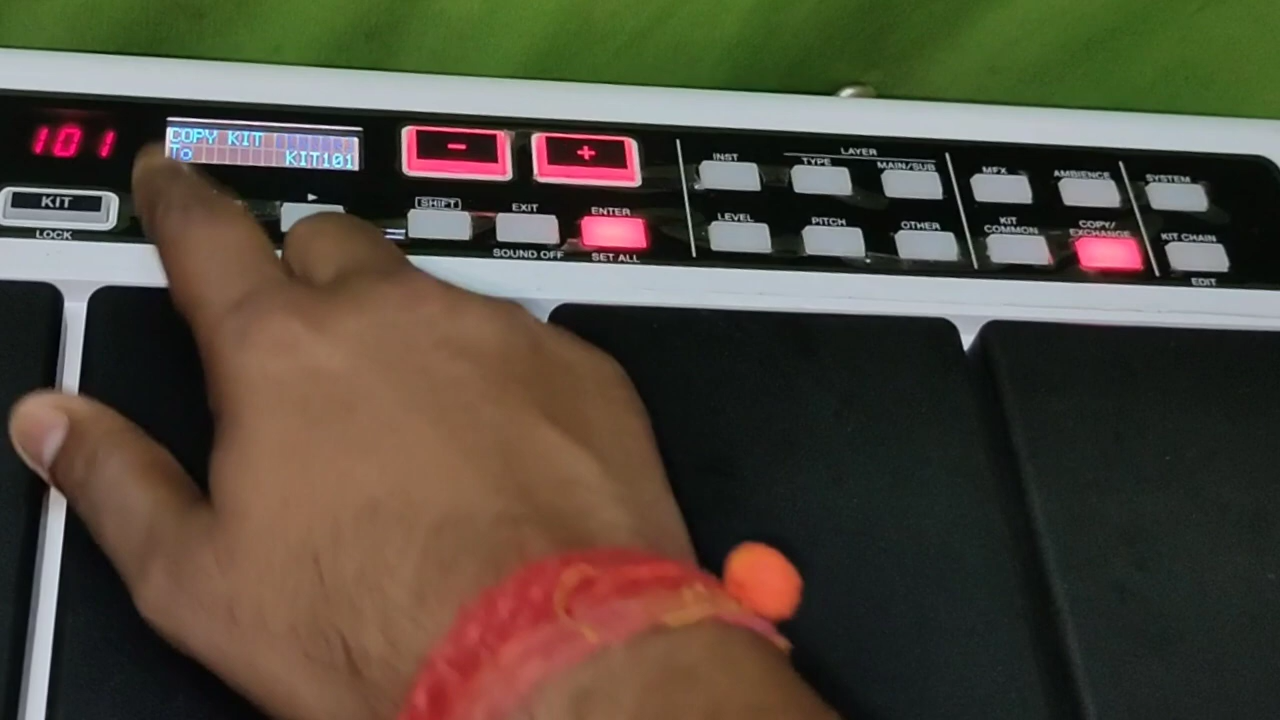 101
COPY KIT
To KIT101
-
+
KIT
LOCK
SHIFT
EXIT
SOUND OFF
ENTER
SET ALL
INST
LAYER
TYPE
MAIN/SUB
LEVEL
PITCH
OTHER
MFX
AMBIENCE
KIT
COMMON
COPY/
EXCHANGE
SYSTEM
KIT CHAIN
EDIT